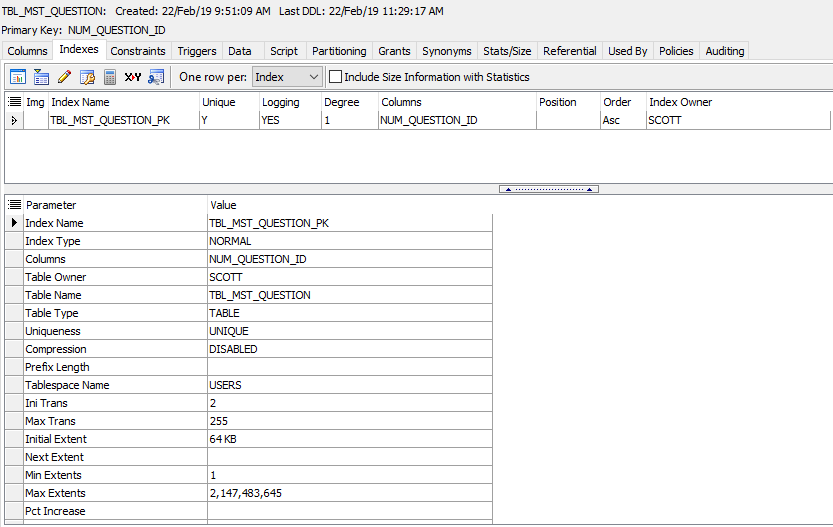 TBL_MST_QUESTION: Created: 22/Feb/19 9:51:09 AM Last DDL: 22/Feb/19 11:29:17 AM
Primary Key: NUM_QUESTION_ID
Columns Indexes Constraints Triggers Data Script Partitioning Grants Synonyms Stats/Size Referential Used By Policies Auditing
X↔Y One row per: Index Include Size Information with Statistics
Img Index Name Unique Logging Degree Columns Position Order Index Owner
TBL_MST_QUESTION_PK Y YES 1 NUM_QUESTION_ID Asc SCOTT
Parameter Value
Index Name TBL_MST_QUESTION_PK
Index Type NORMAL
Columns NUM_QUESTION_ID
Table Owner SCOTT
Table Name TBL_MST_QUESTION
Table Type TABLE
Uniqueness UNIQUE
Compression DISABLED
Prefix Length
Tablespace Name USERS
Ini Trans 2
Max Trans 255
Initial Extent 64 KB
Next Extent
Min Extents 1
Max Extents 2,147,483,645
Pct Increase